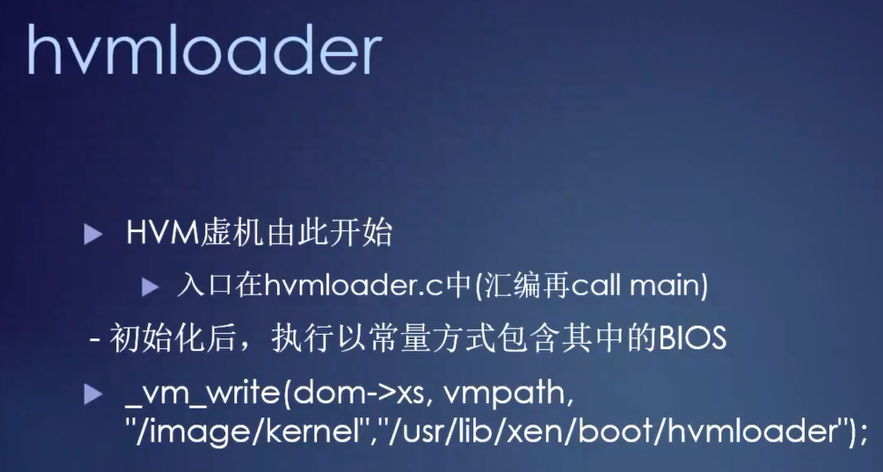 hvmloader
HVM虚机由此开始
入口在hvmloader.c中(汇编再call main)
- 初始化后，执行以常量方式包含其中的BIOS
_vm_write(dom->xs, vmpath,
"/image/kernel","/usr/lib/xen/boot/hvmloader");